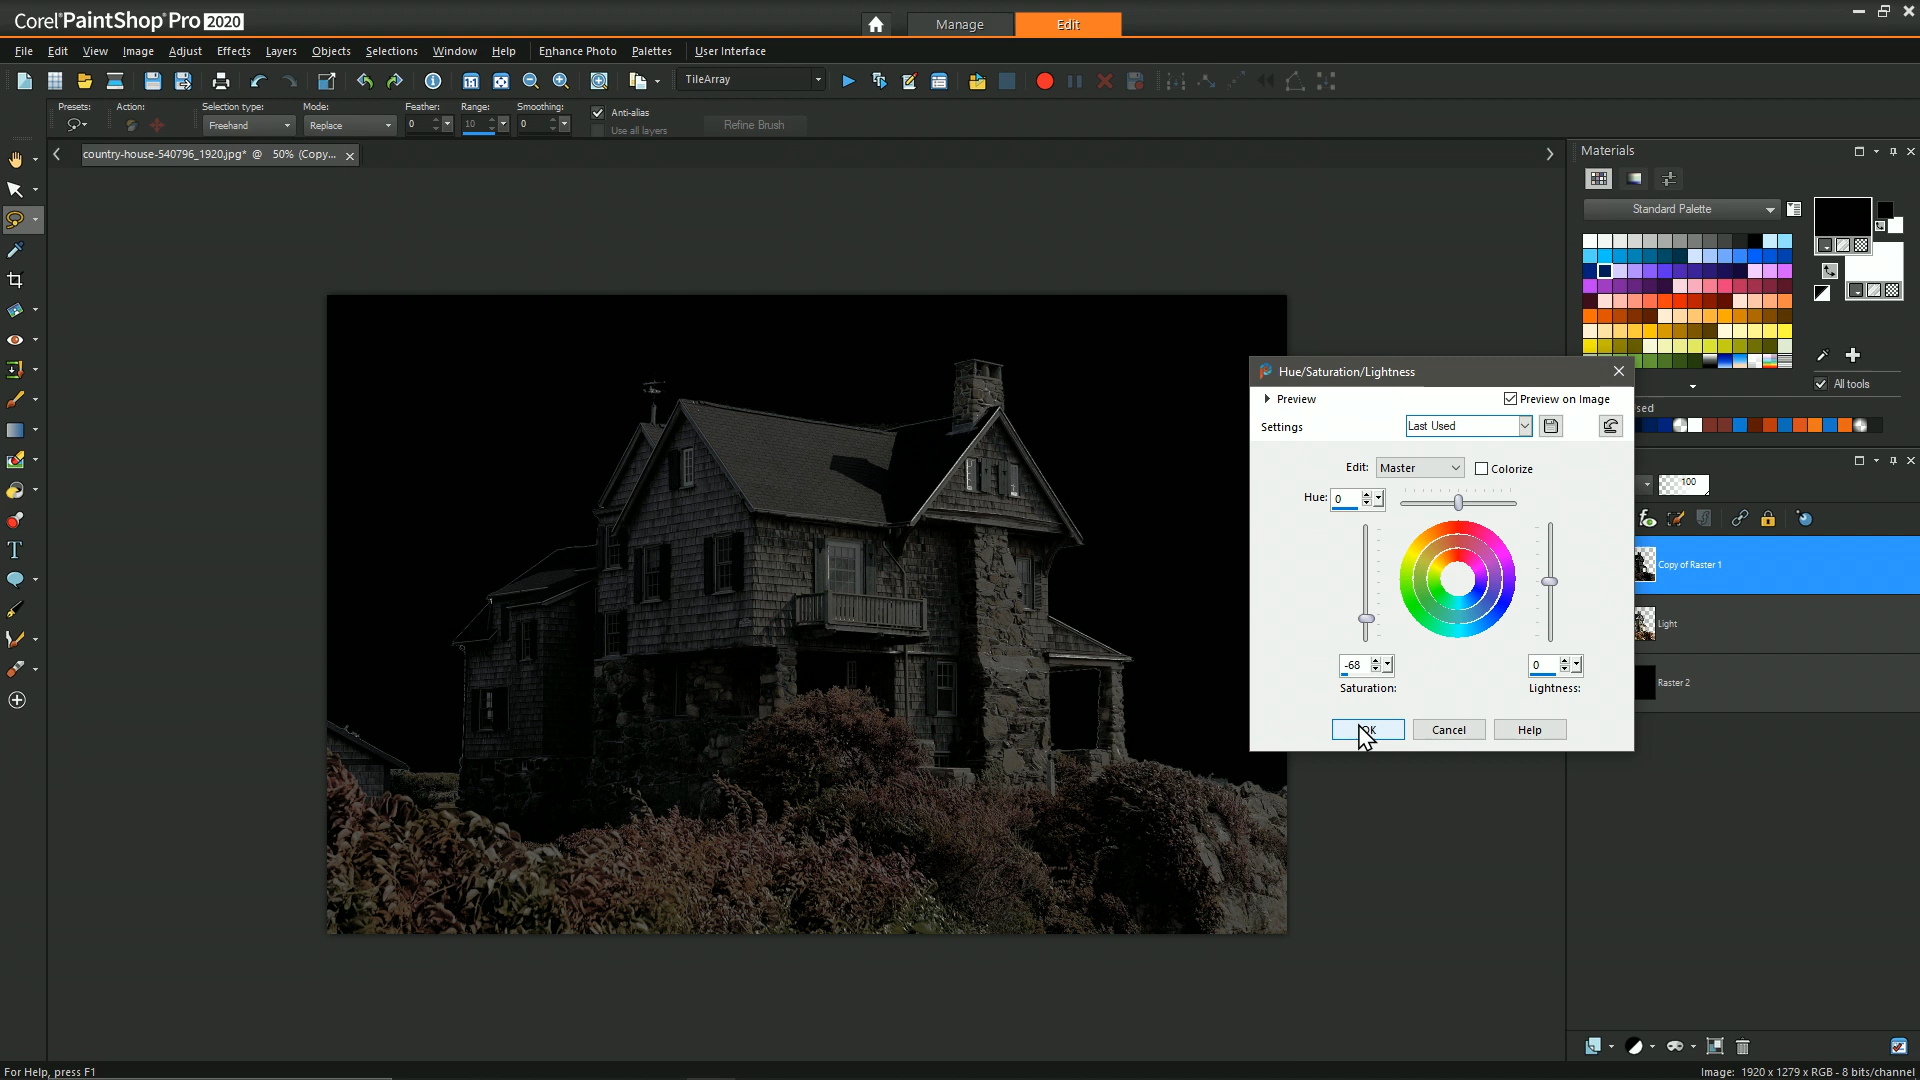 Corel PaintShop Pro 2020
Manage
Edit
File Edit View Image Adjust Effects Layers Objects Selections Window Help Enhance Photo Palettes User Interface
TileArray
Presets: Action: Selection type: Mode: Feather: Range: Smoothing:
Anti-alias
Freehand Replace 0 10 0
Use all layers
Refine Brush
country-house-540796_1920.jpg* @ 50% (Copy...
Materials
Standard Palette
All tools
sed
100
Copy of Raster 1
Light
Raster 2
Hue/Saturation/Lightness
Preview
Preview on Image
Settings
Last Used
Edit: Master Colorize
Hue: 0
-68
0
Saturation:
Lightness:
OK Cancel Help
For Help, press F1
Image: 1920 x 1279 x RGB - 8 bits/channel